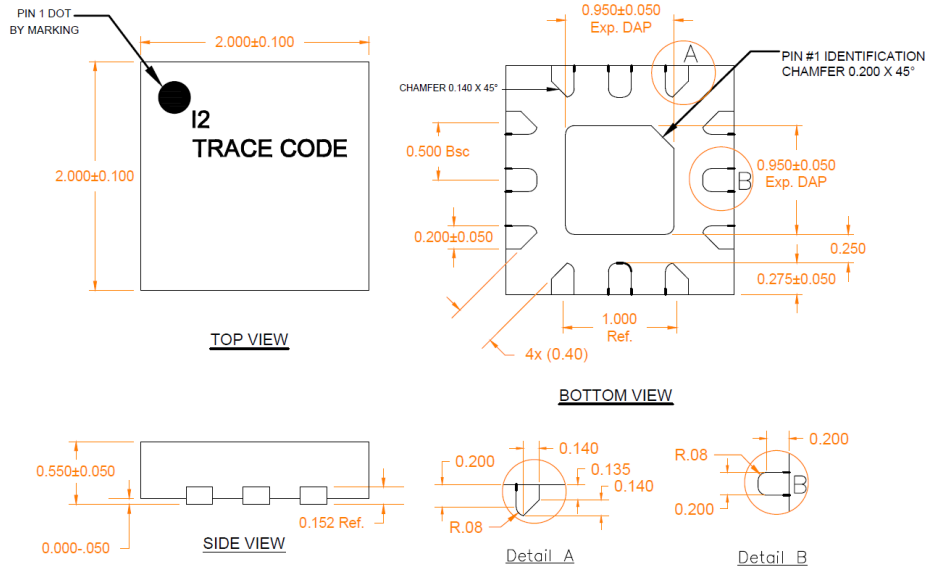 PIN 1 DOT
BY MARKING
2.000±0.100
2.000±0.100
I2
TRACE CODE
TOP VIEW
0.950±0.050
Exp. DAP
A
PIN #1 IDENTIFICATION
CHAMFER 0.200 X 45°
CHAMFER 0.140 X 45°
0.500 Bsc
0.950±0.050
Exp. DAP
B
0.200±0.050
0.250
0.275±0.050
1.000
Ref.
4x (0.40)
BOTTOM VIEW
0.550±0.050
0.152 Ref.
0.000-.050
SIDE VIEW
0.140
0.200
0.135
0.140
R.08
Detail A
0.200
R.08
B
0.200
Detail B